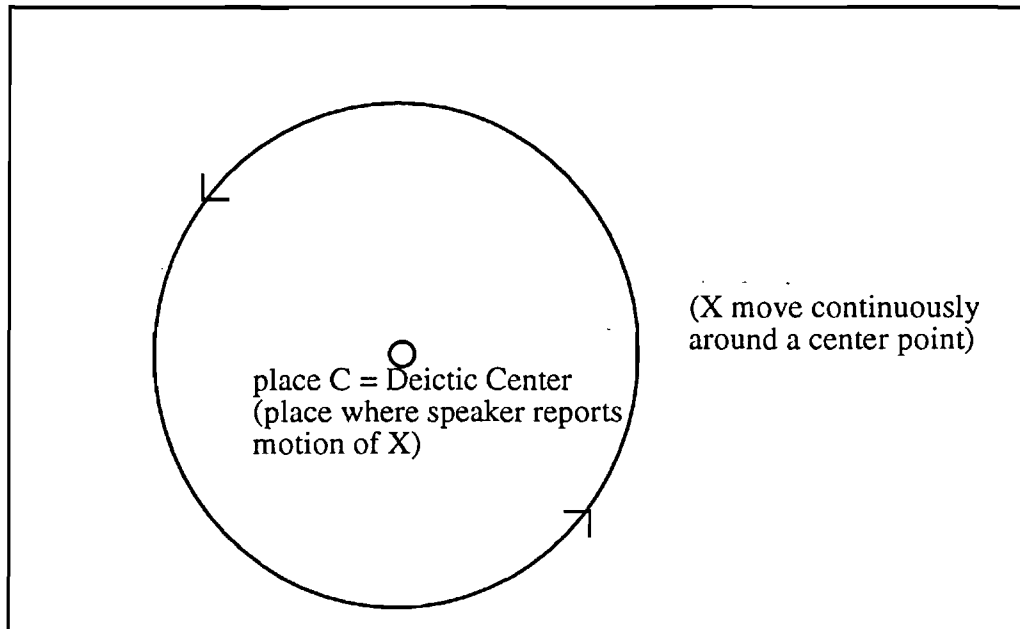 (X move continuously
around a center point)
place C = Deictic Center
(place where speaker reports
motion of X)